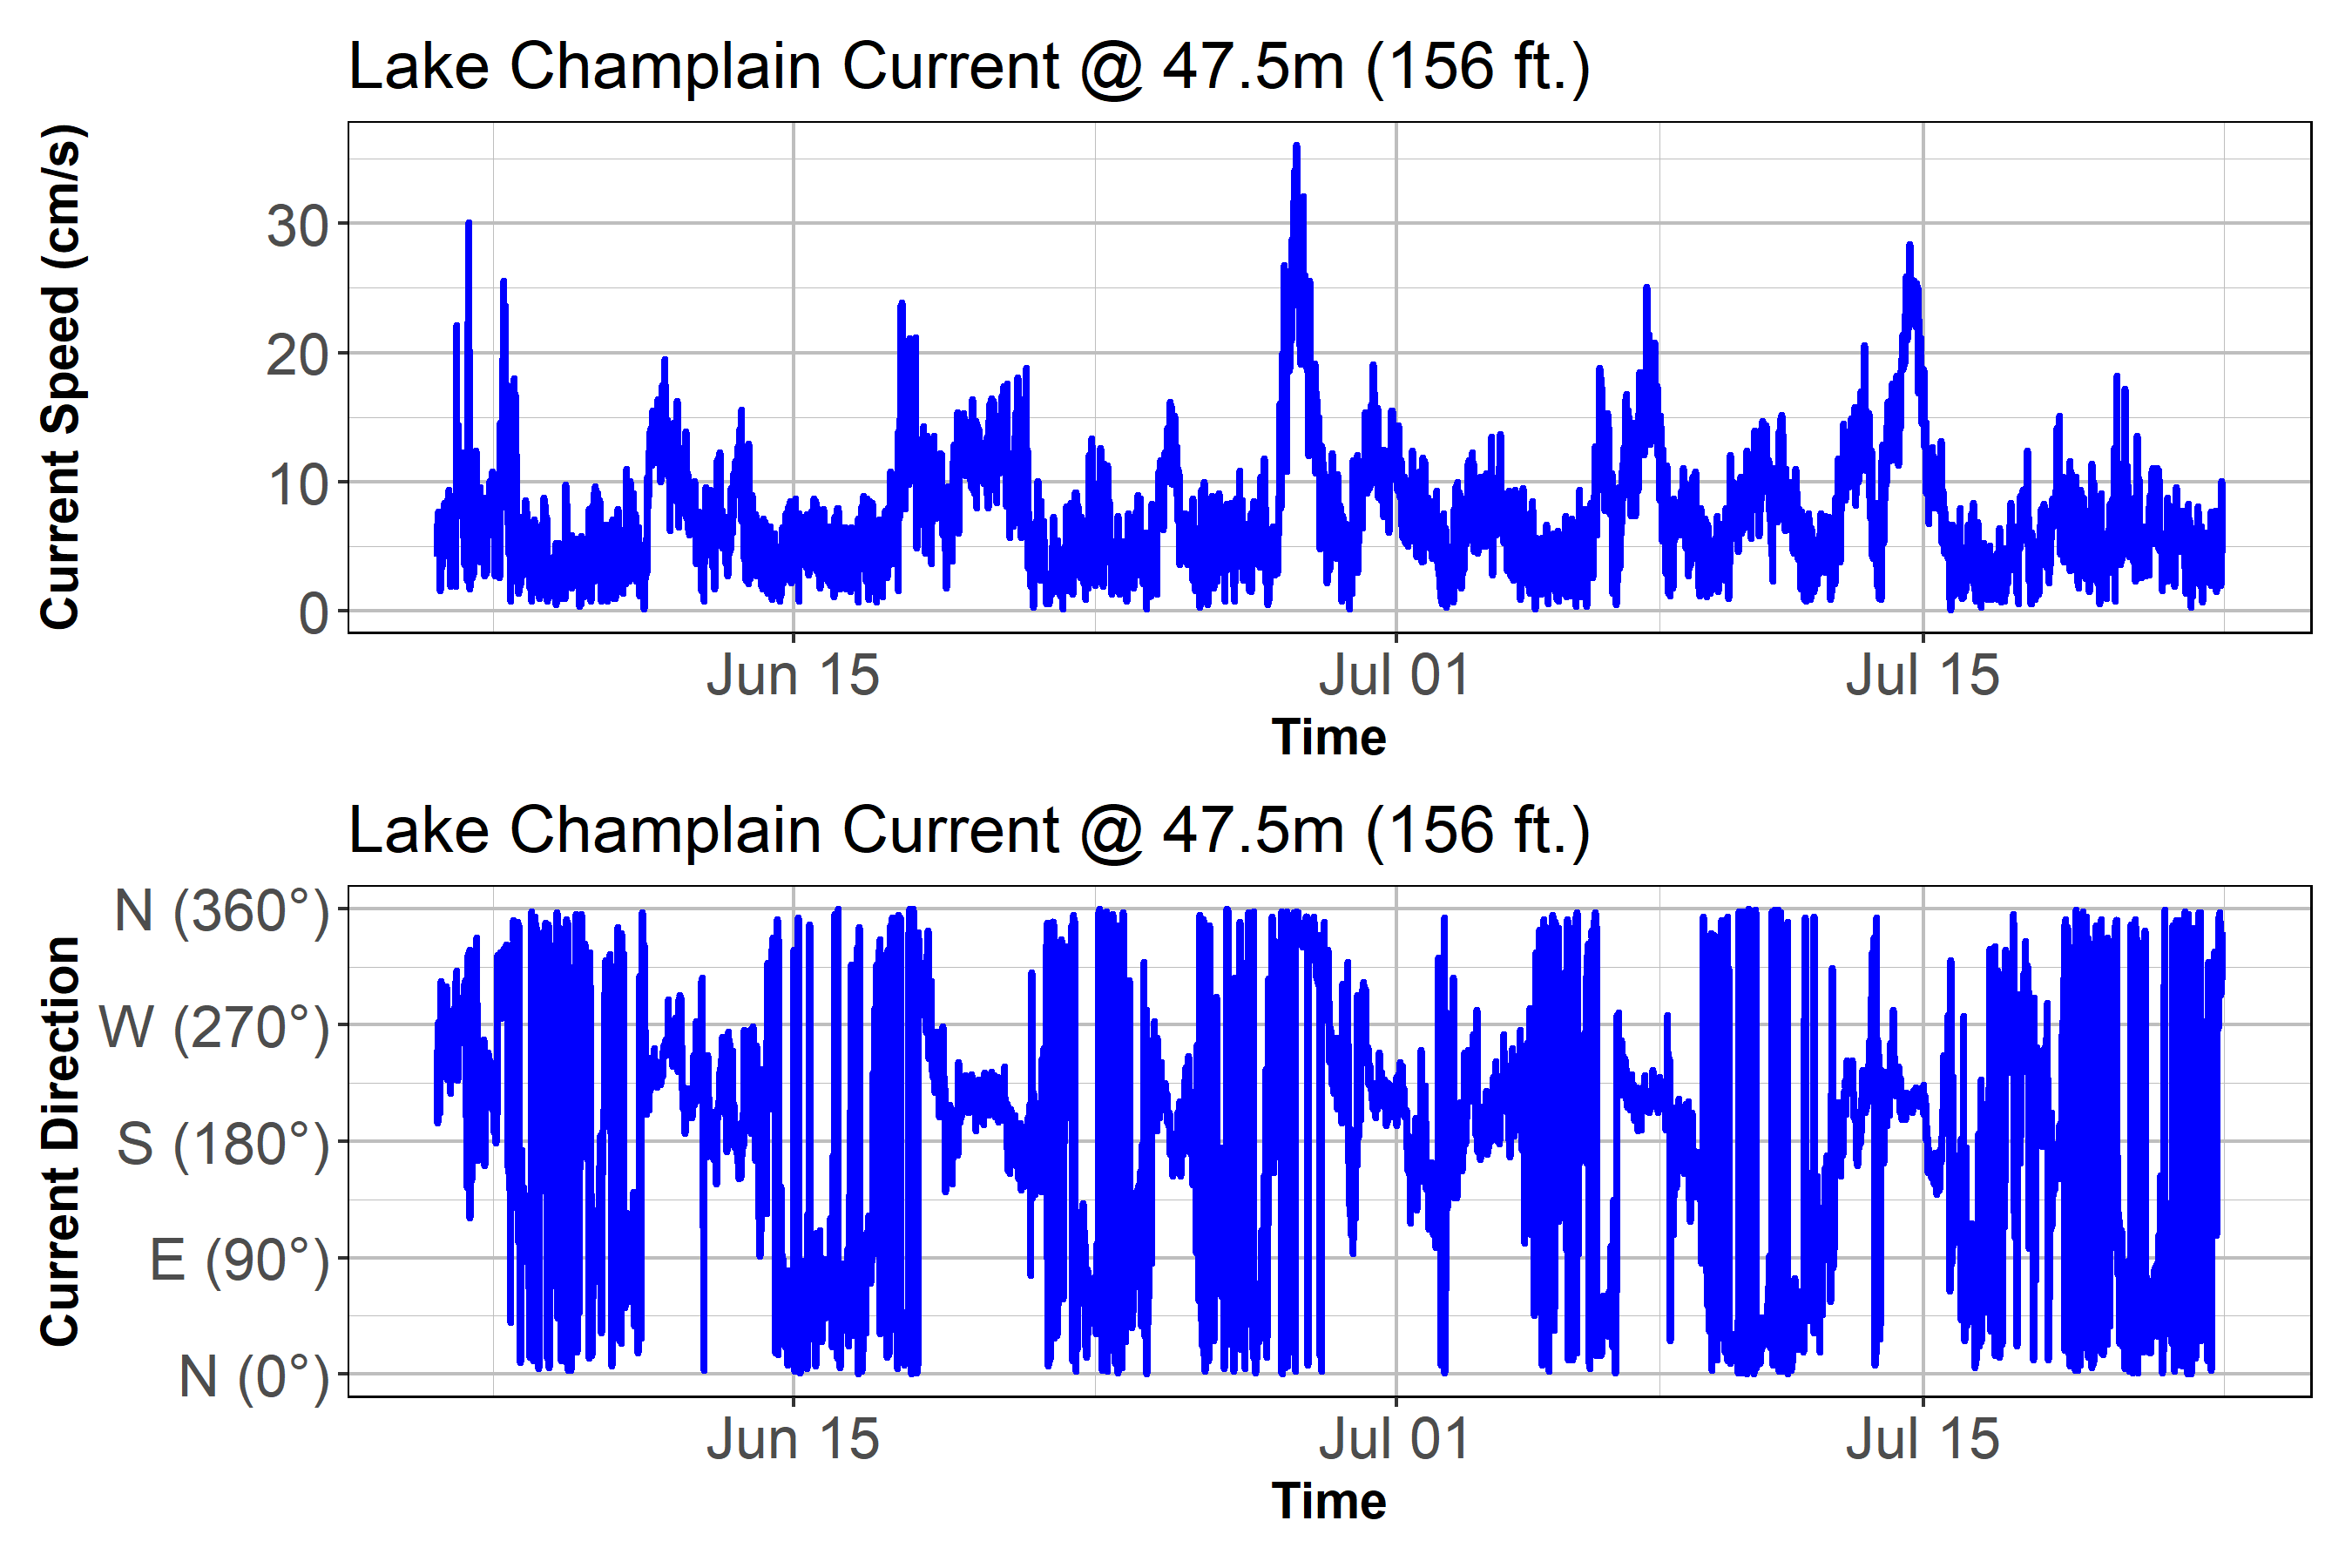 Lake Champlain Current @ 47.5m (156 ft.)
Current Speed (cm/s)
30
20
10
0
Jun 15
Jul 01
Jul 15
Time
Lake Champlain Current @ 47.5m (156 ft.)
Current Direction
N (360°)
W (270°)
S (180°)
E (90°)
N (0°)
Jun 15
Jul 01
Jul 15
Time